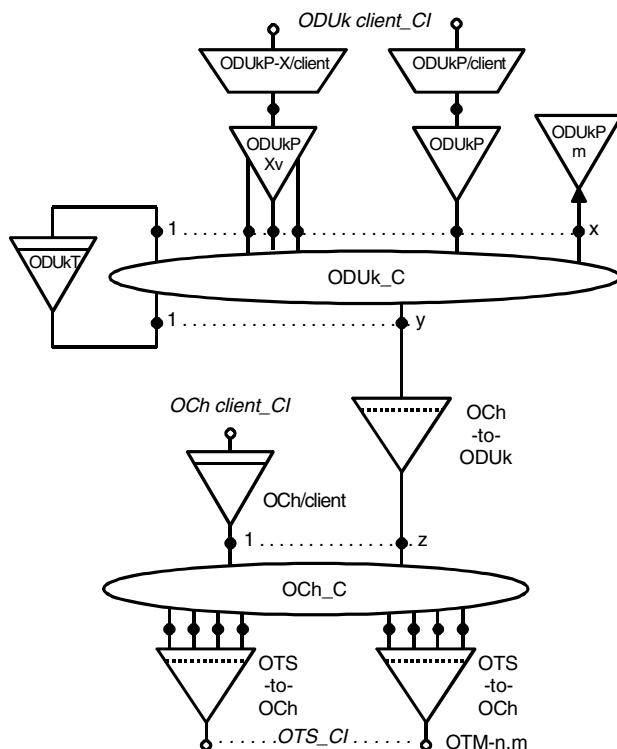 ODUk client_CI
ODUkP-X/client
ODUkP/client
ODUkP
Xv
ODUkP
ODUkP
m
1 . . . . . . . . . . . . . . . . . . . . . . . . . . . . x
ODUkT
ODUk_C
1 . . . . . . . . . . . . . . . . . y
OCh client_CI
OCh
-to-
ODUk
OCh/client
1 . . . . . . . . . . . . z
OCh_C
OTS
-to-
OCh
OTS
-to-
OCh
. . . . . . OTS_CI . . . . . .
OTM-n.m